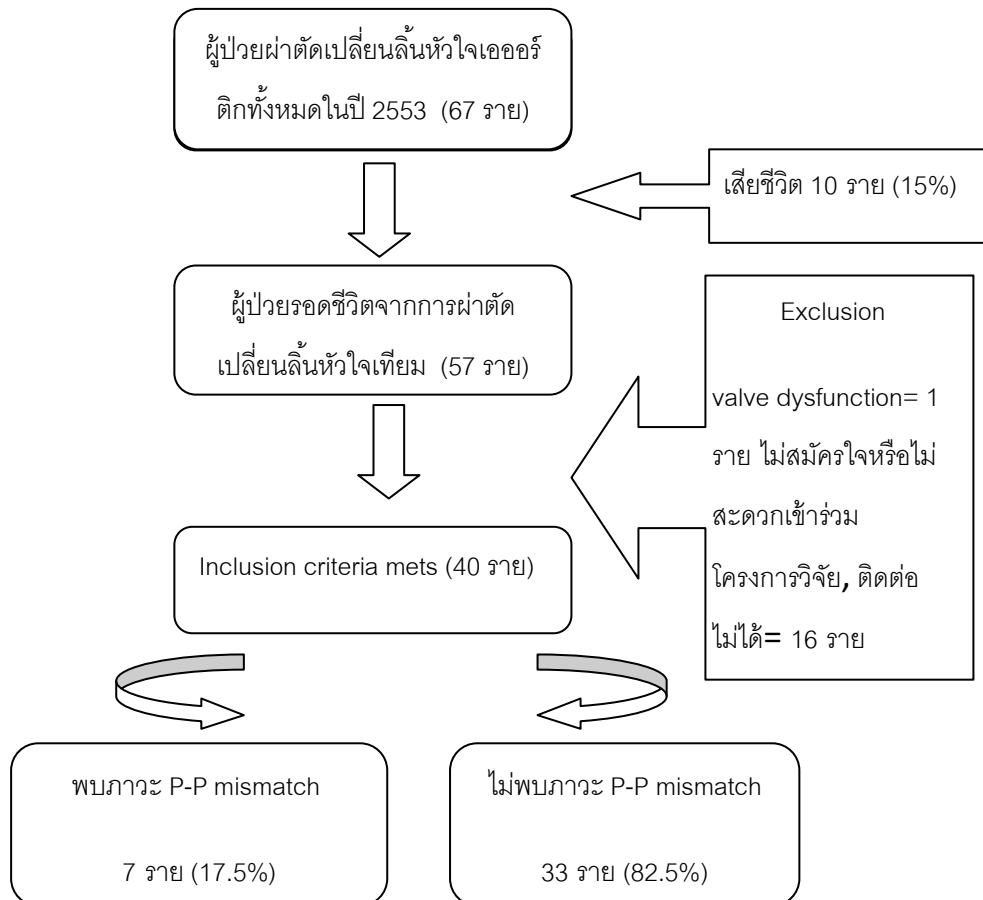 ผู้ป่วยผ่าตัดเปลี่ยนลิ้นหัวใจเอออร์
ติกทั้งหมดในปี 2553 (67 ราย)
เสียชีวิต 10 ราย (15%)
ผู้ป่วยรอดชีวิตจากการผ่าตัด
เปลี่ยนลิ้นหัวใจเทียม (57 ราย)
Exclusion
valve dysfunction= 1
ราย ไม่สมัครใจหรือไม่
สะดวกเข้าร่วม
โครงการวิจัย, ติดต่อ
ไม่ได้= 16 ราย
Inclusion criteria mets (40 ราย)
พบภาวะ P-P mismatch
7 ราย (17.5%)
ไม่พบภาวะ P-P mismatch
33 ราย (82.5%)